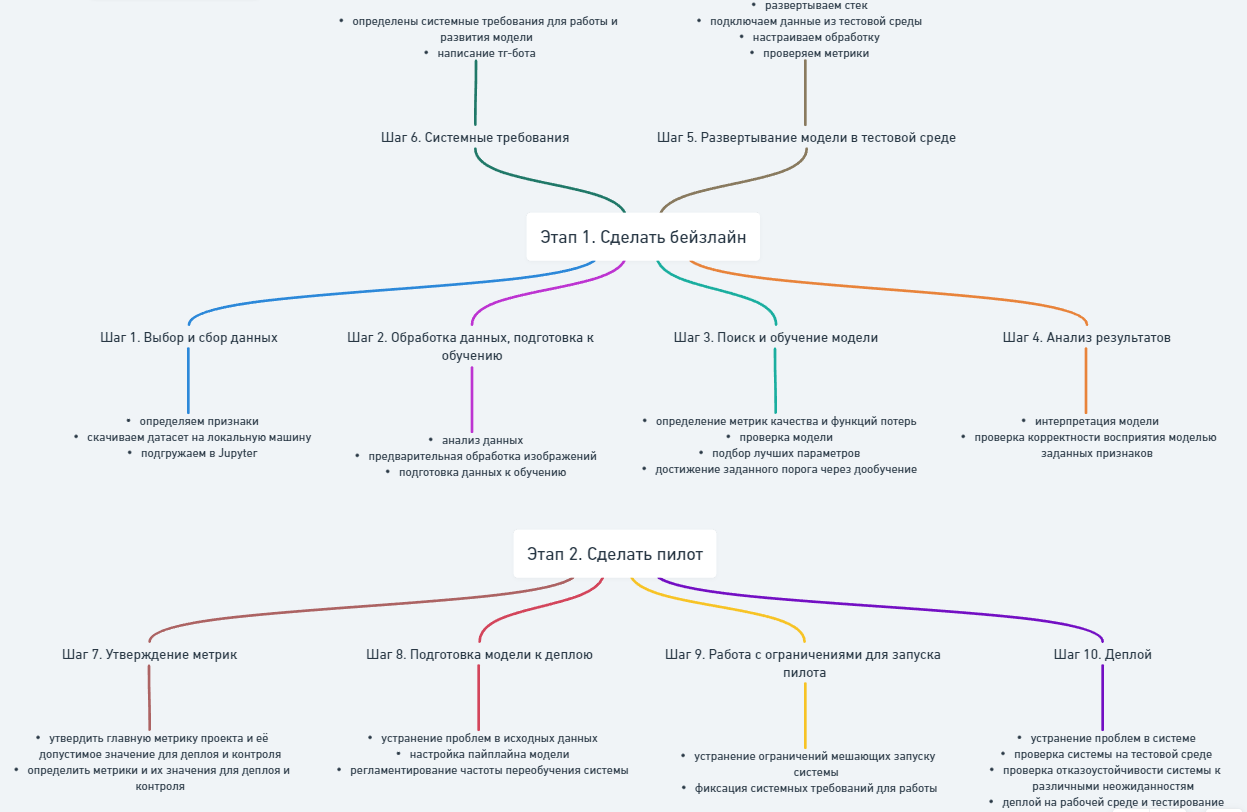 • определены системные требования для работы и
развития модели
• написание тг-бота
• развертываем стек
• подключаем данные из тестовой среды
• настраиваем обработку
• проверяем метрики
Шаг 6. Системные требования
Шаг 5. Развертывание модели в тестовой среде
Этап 1. Сделать бейзлайн
Шаг 1. Выбор и сбор данных
• определяем признаки
• скачиваем датасет на локальную машину
• подгружаем в Jupyter
Шаг 2. Обработка данных, подготовка к
обучению
• анализ данных
• предварительная обработка изображений
• подготовка данных к обучению
Шаг 3. Поиск и обучение модели
• определение метрик качества и функций потерь
• проверка модели
• подбор лучших параметров
• достижение заданного порога через дообучение
Шаг 4. Анализ результатов
• интерпретация модели
• проверка корректности восприятия моделью
заданных признаков
Этап 2. Сделать пилот
Шаг 7. Утверждение метрик
• утвердить главную метрику проекта и её
допустимое значение для деплоя и контроля
• определить метрики и их значения для деплоя и
контроля
Шаг 8. Подготовка модели к деплою
• устранение проблем в исходных данных
• настройка пайплайна модели
• регламентирование частоты переобучения системы
Шаг 9. Работа с ограничениями для запуска
пилота
• устранение ограничений мешающих запуску
системы
• фиксация системных требований для работы
Шаг 10. Деплой
• устранение проблем в системе
• проверка системы на тестовой среде
• проверка отказоустойчивости системы к
различными неожиданностям
• деплой на рабочей среде и тестирование